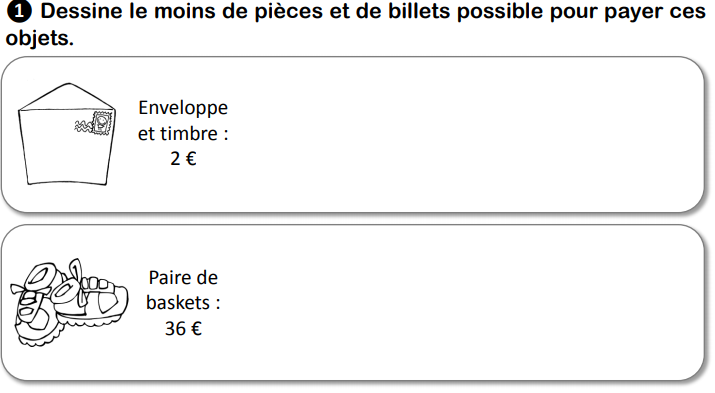 1 Dessine le moins de pièces et de billets possible pour payer ces
objets.
Enveloppe
et timbre :
2 €
Paire de
baskets :
36 €